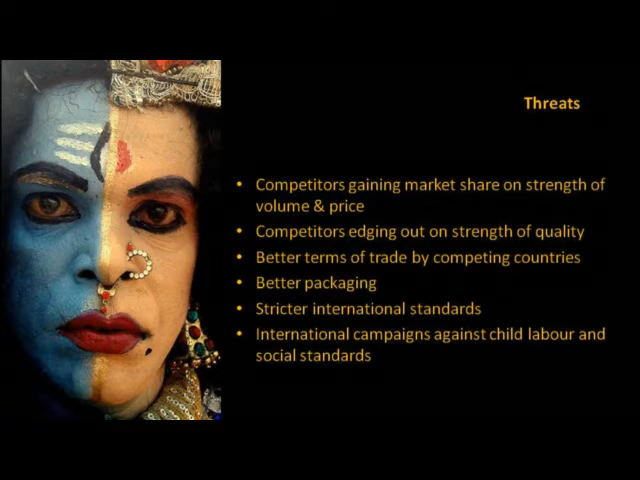 Threats
• Competitors gaining market share on strength of
volume & price
• Competitors edging out on strength of quality
• Better terms of trade by competing countries
• Better packaging
• Stricter international standards
• International campaigns against child labour and
social standards